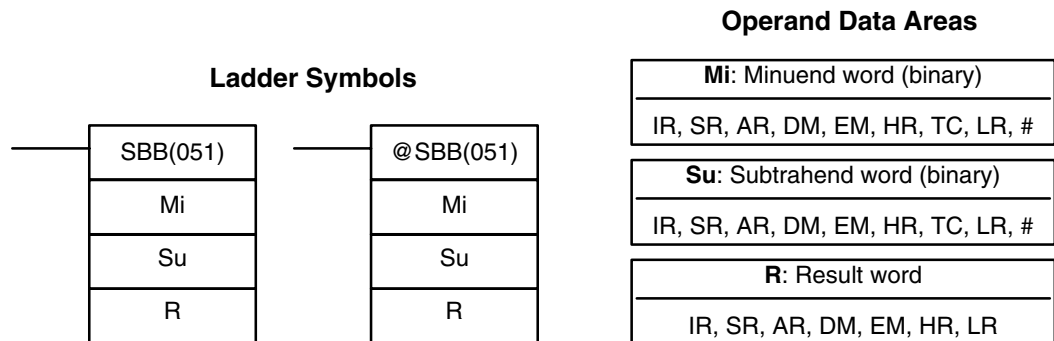 Ladder Symbols
SBB(051)
Mi
Su
R
@SBB(051)
Mi
Su
R
Operand Data Areas
Mi: Minuend word (binary)
IR, SR, AR, DM, EM, HR, TC, LR, #
Su: Subtrahend word (binary)
IR, SR, AR, DM, EM, HR, TC, LR, #
R: Result word
IR, SR, AR, DM, EM, HR, LR